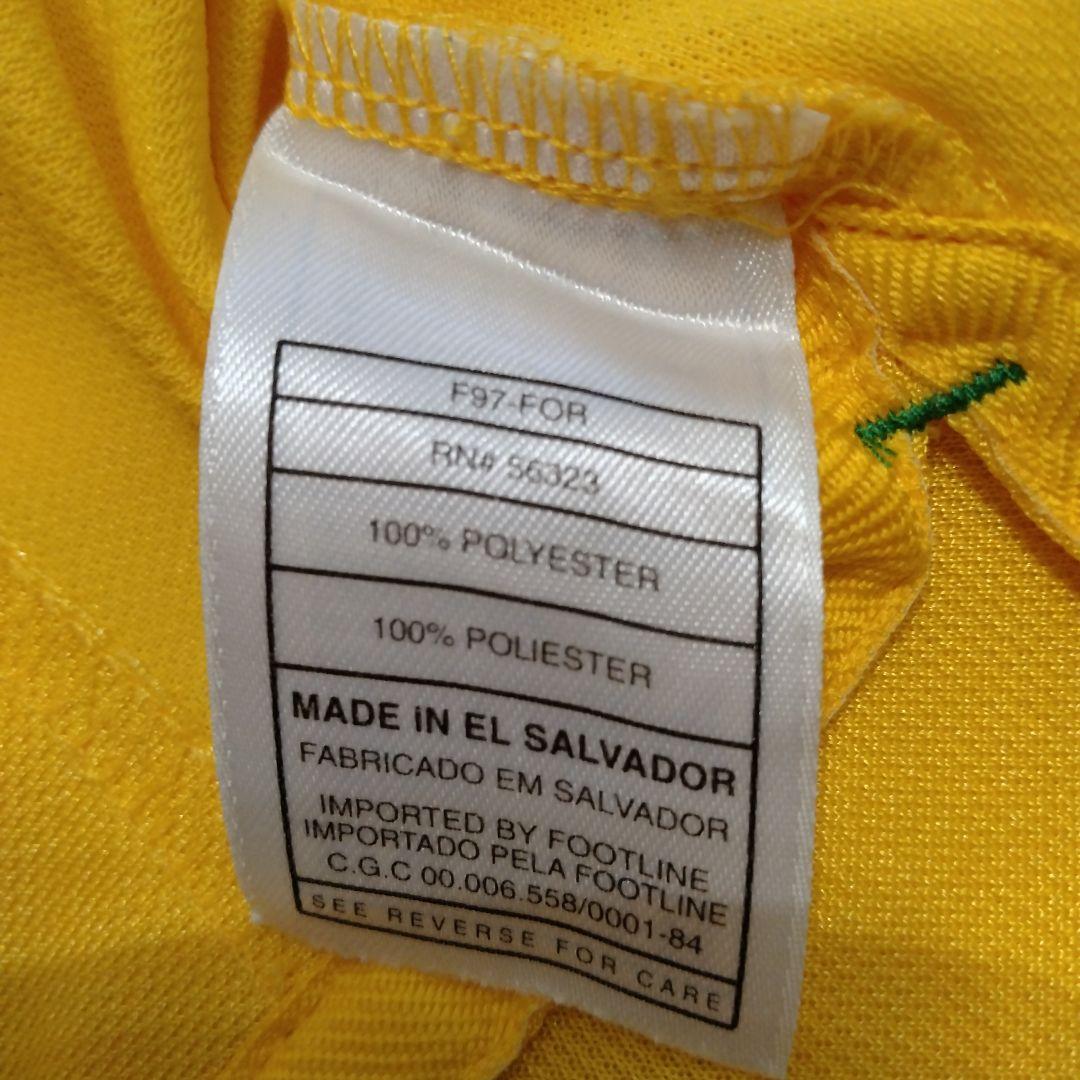 F97-FOR
RN# 56323
100% POLYESTER
100% POLIESTER
MADE iN EL SALVADOR
FABRICADO EM SALVADOR
IMPORTED BY FOOTLINE
IMPORTADO PELA FOOTLINE
C.G.C 00.006.558/0001-84
SEE REVERSE FOR CARE